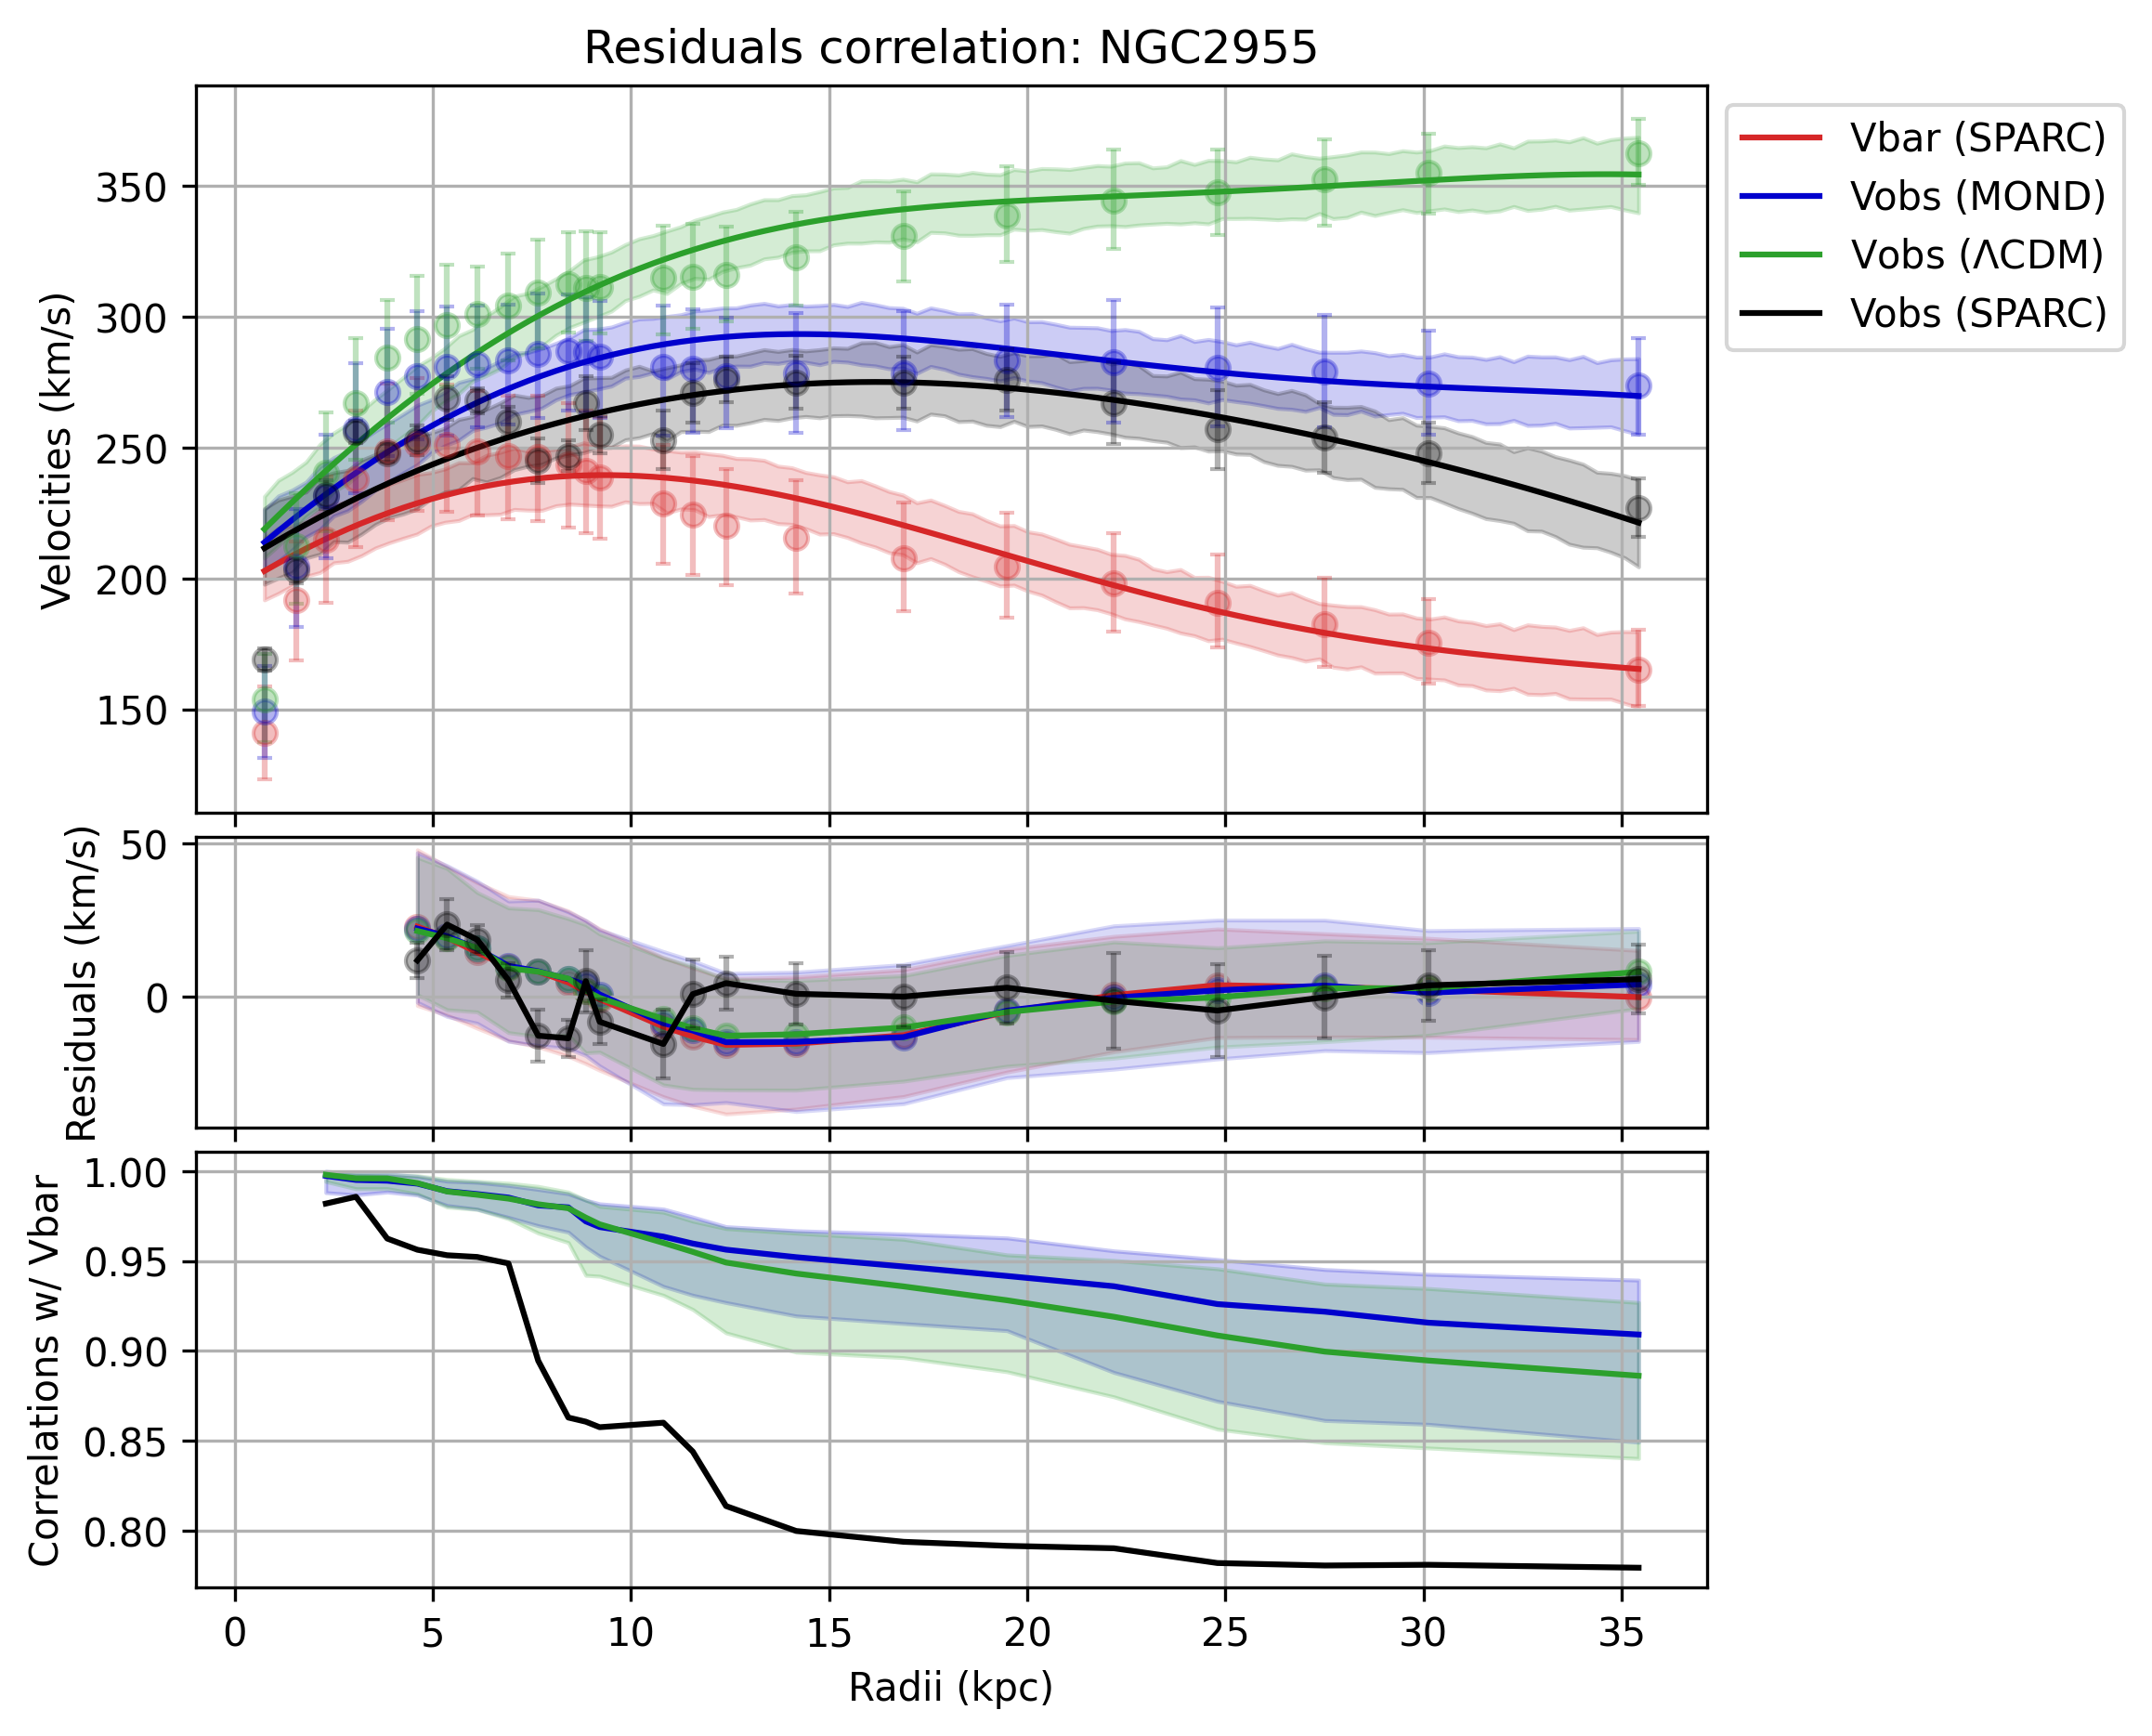 Residuals correlation: NGC2955
Velocities (km/s)
350
300
250
200
150
Vbar (SPARC)
Vobs (MOND)
Vobs (ΛCDM)
Vobs (SPARC)
Residuals (km/s)
50
0
Correlations w/ Vbar
1.00
0.95
0.90
0.85
0.80
0 5 10 15 20 25 30 35
Radii (kpc)